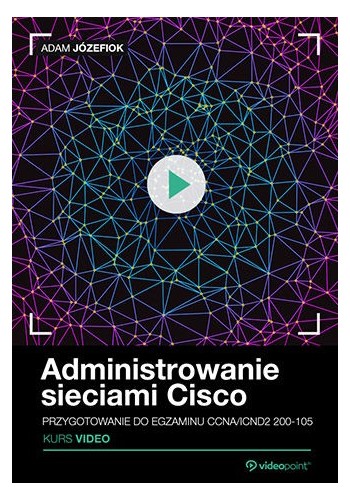 ADAM JÓZEFIOK
Administrowanie
sieciami Cisco
PRZYGOTOWANIE DO EGZAMINU CCNA/ICND2 200-105
KURS VIDEO
videopoint